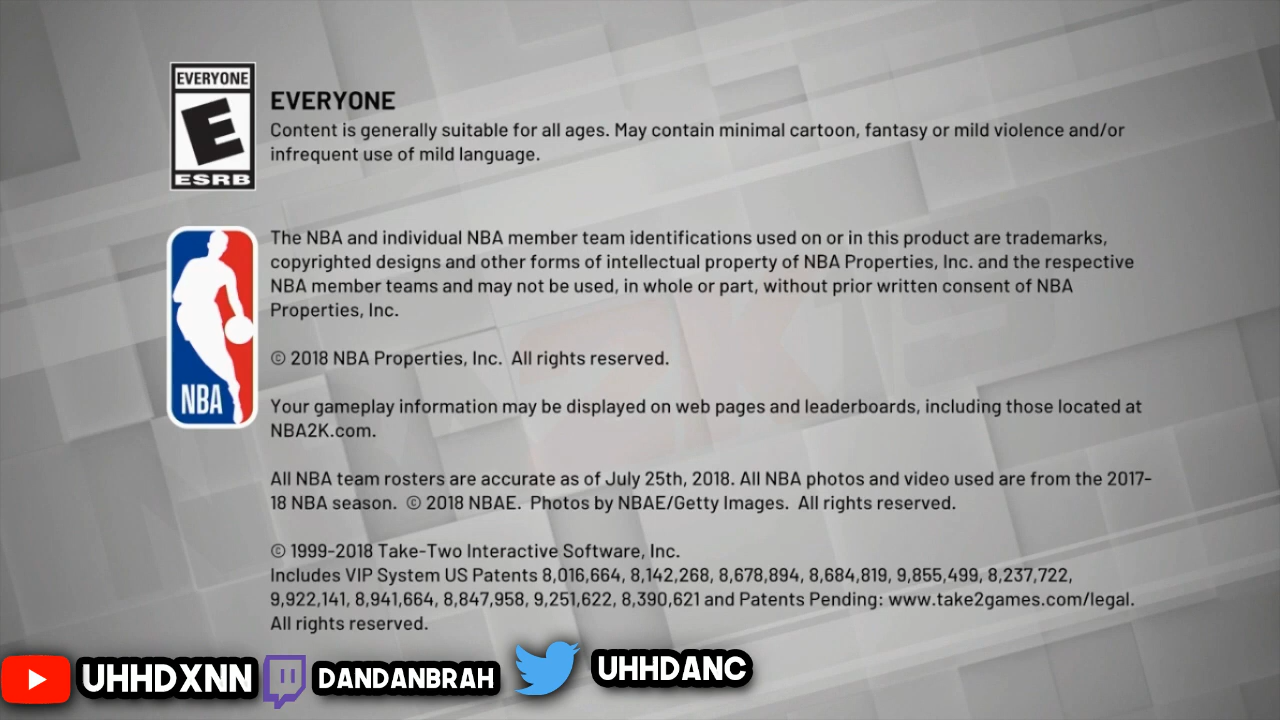 EVERYONE
E
ESRB
EVERYONE
Content is generally suitable for all ages. May contain minimal cartoon, fantasy or mild violence and/or
infrequent use of mild language.
The NBA and individual NBA member team identifications used on or in this product are trademarks,
copyrighted designs and other forms of intellectual property of NBA Properties, Inc. and the respective
NBA member teams and may not be used, in whole or part, without prior written consent of NBA
Properties, Inc.
NBA
© 2018 NBA Properties, Inc.  All rights reserved.
Your gameplay information may be displayed on web pages and leaderboards, including those located at
NBA2K.com.
All NBA team rosters are accurate as of July 25th, 2018. All NBA photos and video used are from the 2017-
18 NBA season.  © 2018 NBAE.  Photos by NBAE/Getty Images.  All rights reserved.
© 1999-2018 Take-Two Interactive Software, Inc.
Includes VIP System US Patents 8,016,664, 8,142,268, 8,678,894, 8,684,819, 9,855,499, 8,237,722,
9,922,141, 8,941,664, 8,847,958, 9,251,622, 8,390,621 and Patents Pending: www.take2games.com/legal.
All rights reserved.
UHHDXNN DANDANBRAH UHHDANC